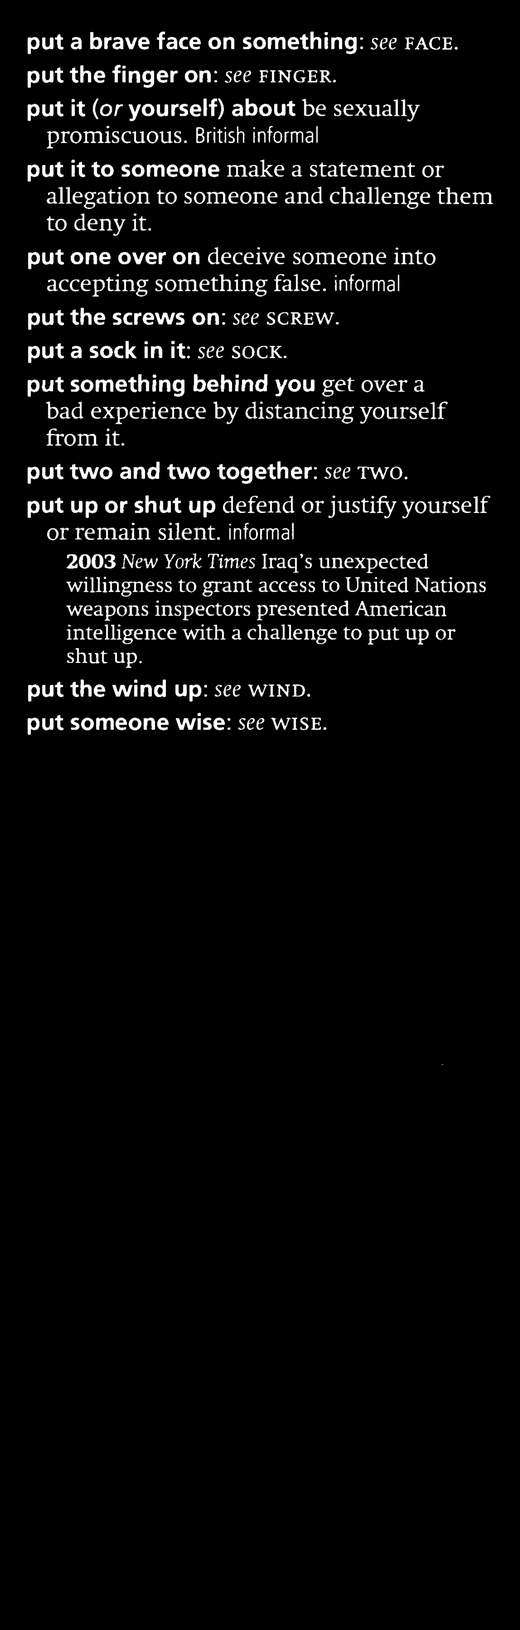 put a brave face on something: see FACE.
put the finger on: see FINGER.
put it (or yourself) about be sexually
promiscuous. British informal
put it to someone make a statement or
allegation to someone and challenge them
to deny it.
put one over on deceive someone into
accepting something false. informal
put the screws on: see SCREW.
put a sock in it: see SOCK.
put something behind you get over a
bad experience by distancing yourself
from it.
put two and two together: see TWO.
put up or shut up defend or justify yourself
or remain silent. informal
2003 New York Times Iraq's unexpected
willingness to grant access to United Nations
weapons inspectors presented American
intelligence with a challenge to put up or
shut up.
put the wind up: see WIND.
put someone wise: see WISE.